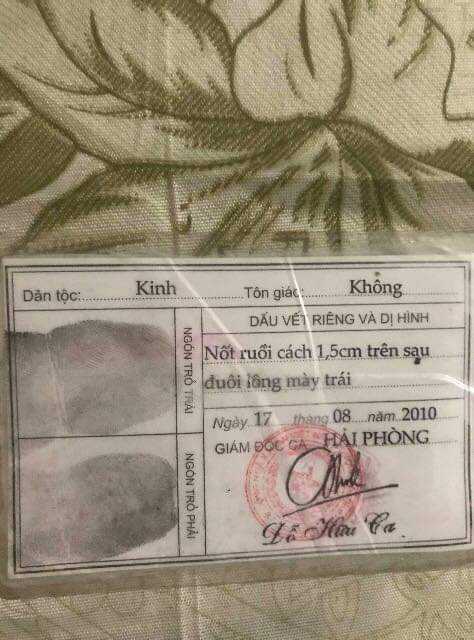 Dân tộc: Kinh Tôn giáo: Không
NGÓN TRỎ TRÁI
DẤU VẾT RIÊNG VÀ DỊ HÌNH
Nốt ruồi cách 1,5cm trên sau
đuôi lông mày trái
Ngày 17 tháng 08 năm 2010
GIÁM ĐỐC CA HẢI PHÒNG
NGÓN TRỎ PHẢI
Đỗ Hữu Ca